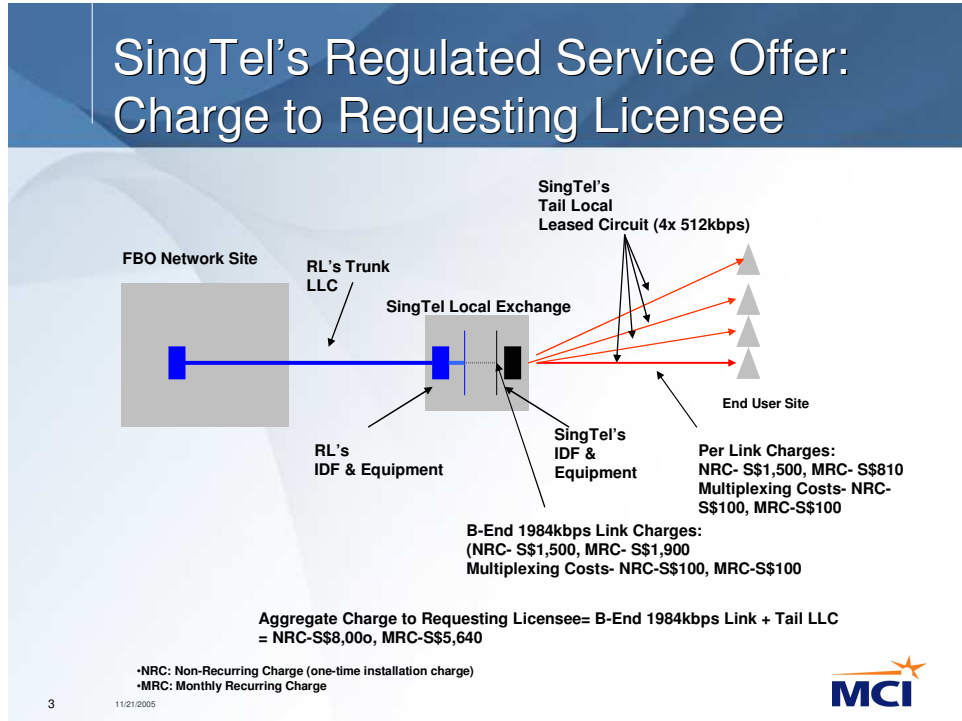 SingTel's Regulated Service Offer:
Charge to Requesting Licensee
SingTel's
Tail Local
Leased Circuit (4x 512kbps)
FBO Network Site
RL's Trunk
LLC
SingTel Local Exchange
End User Site
RL's
IDF & Equipment
SingTel's
IDF &
Equipment
Per Link Charges:
NRC- S$1,500, MRC- S$810
Multiplexing Costs- NRC-
S$100, MRC-S$100
B-End 1984kbps Link Charges:
(NRC- S$1,500, MRC- S$1,900
Multiplexing Costs- NRC-S$100, MRC-S$100
Aggregate Charge to Requesting Licensee= B-End 1984kbps Link + Tail LLC
= NRC-S$8,00o, MRC-S$5,640
•NRC: Non-Recurring Charge (one-time installation charge)
•MRC: Monthly Recurring Charge
3
11/21/2005
MCI